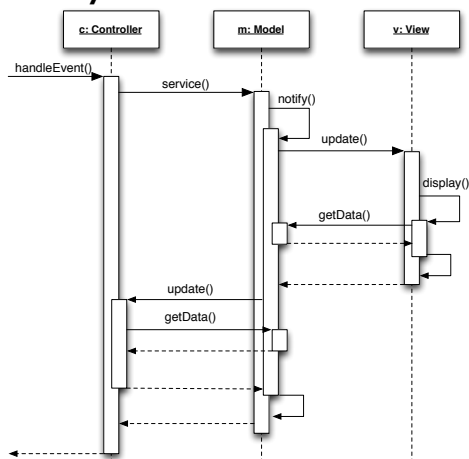 c: Controller
m: Model
v: View
handleEvent()
service()
notify()
update()
display()
getData()
update()
getData()